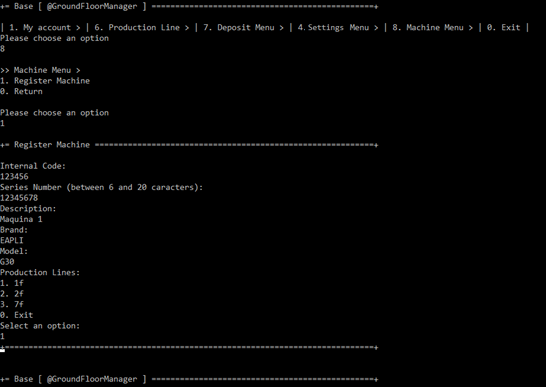 += Base [ @GroundFloorManager ] ===============================================+
| 1. My account > | 6. Production Line > | 7. Deposit Menu > | 4. Settings Menu > | 8. Machine Menu > | 0. Exit |
Please choose an option
8
>> Machine Menu >
1. Register Machine
0. Return
Please choose an option
1
+= Register Machine ===========================================================+
Internal Code:
123456
Series Number (between 6 and 20 caracters):
12345678
Description:
Maquina 1
Brand:
EAPLI
Model:
G30
Production Lines:
1. 1f
2. 2f
3. 7f
0. Exit
Select an option:
1
+==============================================================================+
+= Base [ @GroundFloorManager ] ===============================================+